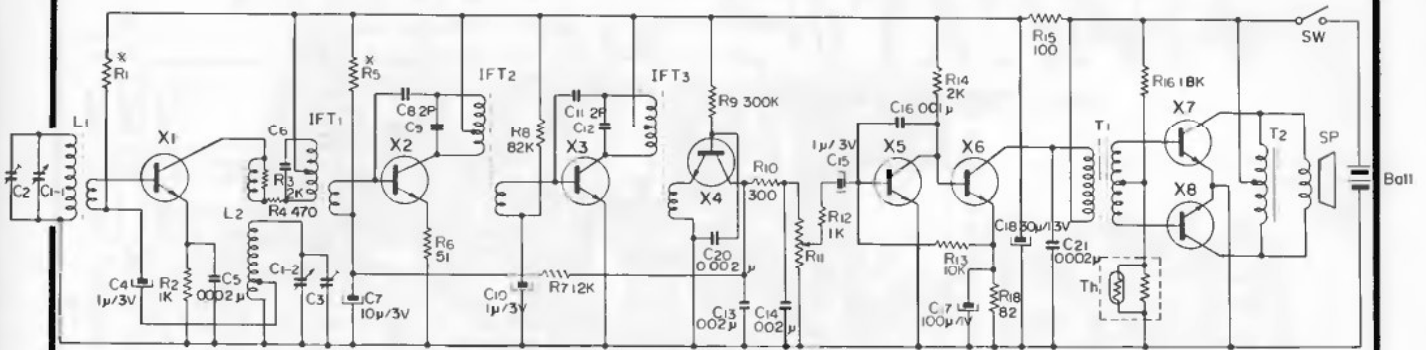 * R1
* R5
IFT2
IFT3
R9 300K
R15 100
SW
R14 2K
R16 1.8K
L1
C6
IFT1
C8 2P
C9
R8 82K
C11 2P
C12
C16 .001μ
X7
T1
T2
SP
Batt
X1
X2
X3
R10 300
1μ/3V C15
X5
X6
C2
C1-1
R3 2K
R4 470
X4
R12 1K
X8
L2
R6 51
C20 0.002μ
R11
R13 10K
C18 30μ/3V
C21 .0002μ
C4 1μ/3V
R2 1K
C5 .0002μ
C1-2
C3
C7 10μ/3V
R7 12K
C10 1μ/3V
C13 .002μ
C14 .002μ
C17 100μ/1V
R18 82
Th